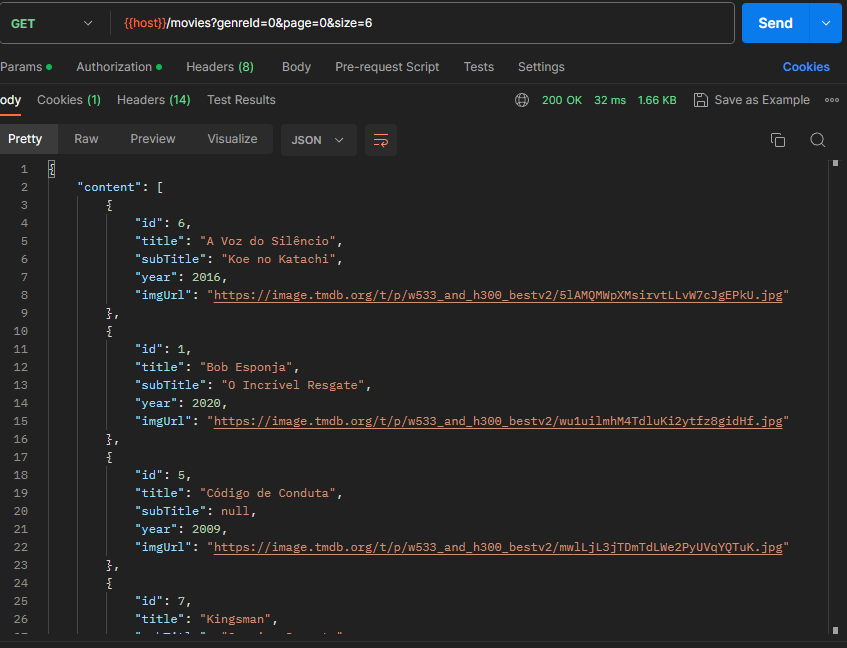 GET {{host}}/movies?genreId=0&page=0&size=6 Send
Params Authorization Headers (8) Body Pre-request Script Tests Settings Cookies
ody Cookies (1) Headers (14) Test Results 200 OK 32 ms 1.66 KB Save as Example
Pretty Raw Preview Visualize JSON
1 {
2 "content": [
3 {
4 "id": 6,
5 "title": "A Voz do Silêncio",
6 "subTitle": "Koe no Katachi",
7 "year": 2016,
8 "imgUrl": "https://image.tmdb.org/t/p/w533_and_h300_bestv2/5lAMQMWpXMsirvtLLvW7cJgEPkU.jpg"
9 },
10 {
11 "id": 1,
12 "title": "Bob Esponja",
13 "subTitle": "O Incrível Resgate",
14 "year": 2020,
15 "imgUrl": "https://image.tmdb.org/t/p/w533_and_h300_bestv2/wu1uilmhM4TdluKi2ytfz8gidHf.jpg"
16 },
17 {
18 "id": 5,
19 "title": "Código de Conduta",
20 "subTitle": null,
21 "year": 2009,
22 "imgUrl": "https://image.tmdb.org/t/p/w533_and_h300_bestv2/mwlLjL3jTDmTdLWe2PyUVqYQTuK.jpg"
23 },
24 {
25 "id": 7,
26 "title": "Kingsman",